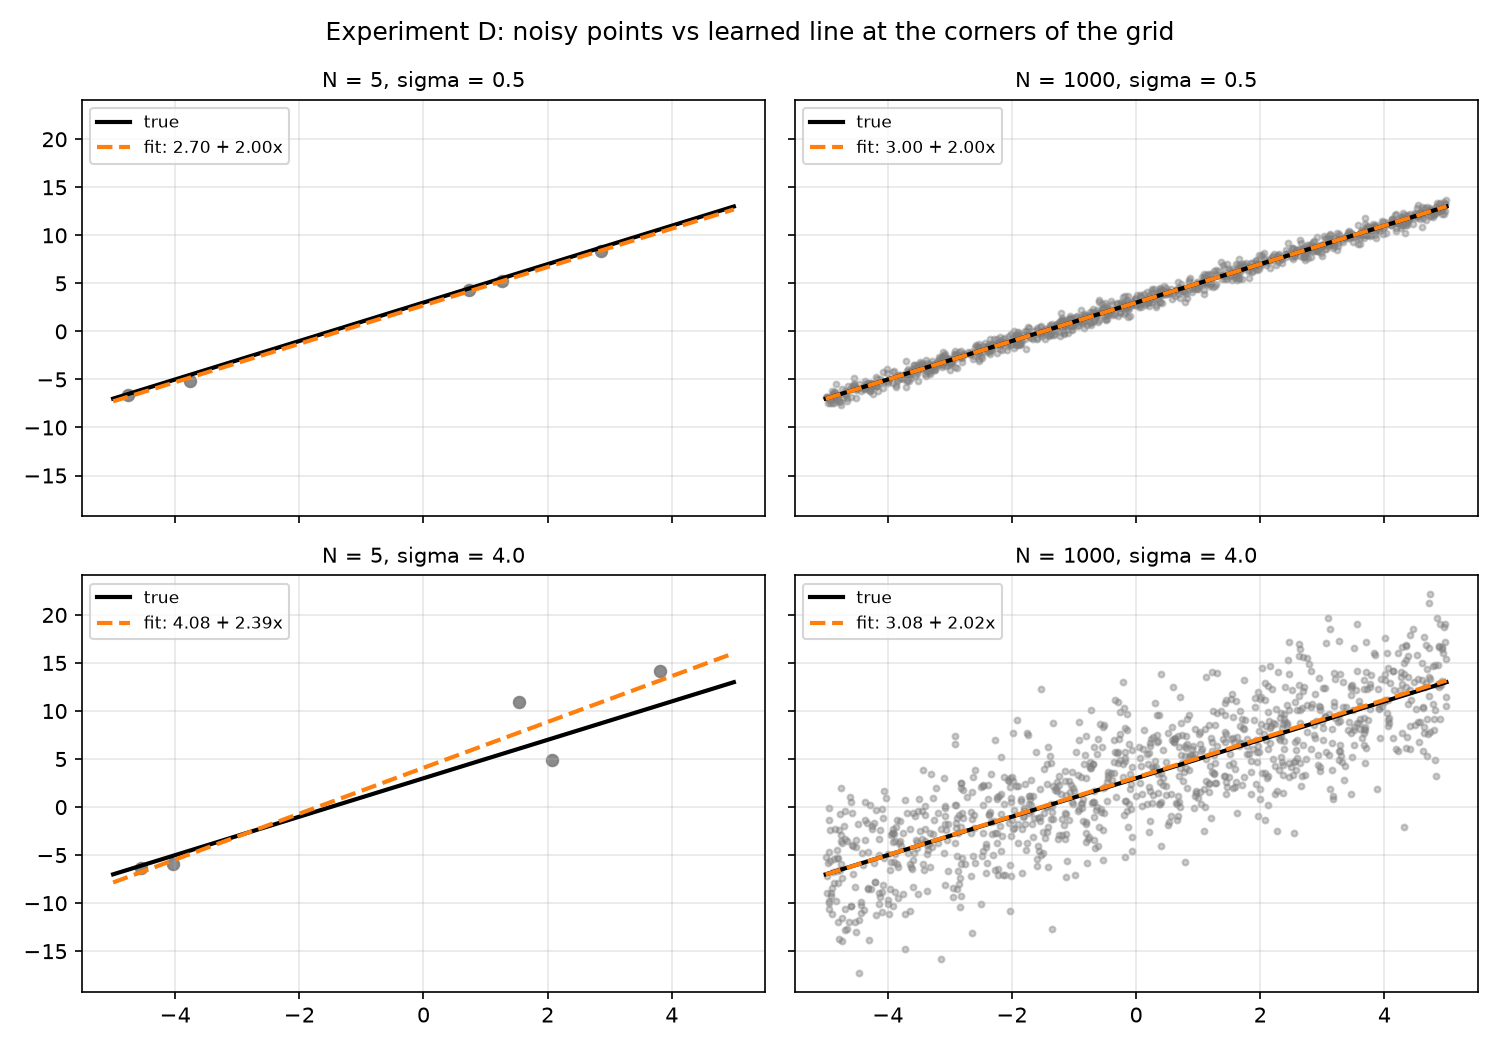 Experiment D: noisy points vs learned line at the corners of the grid
N = 5, sigma = 0.5
true
fit: 2.70 + 2.00x
20
15
10
5
0
−5
−10
−15
N = 1000, sigma = 0.5
true
fit: 3.00 + 2.00x
N = 5, sigma = 4.0
true
fit: 4.08 + 2.39x
20
15
10
5
0
−5
−10
−15
−4 −2 0 2 4
N = 1000, sigma = 4.0
true
fit: 3.08 + 2.02x
−4 −2 0 2 4